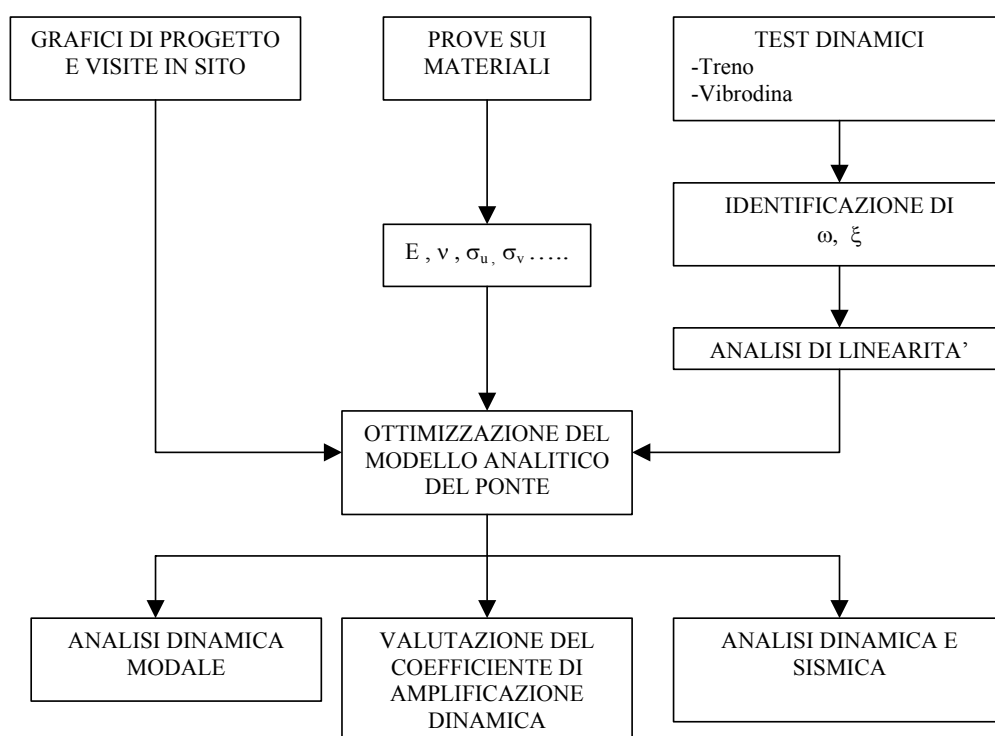 GRAFICI DI PROGETTO
E VISITE IN SITO
PROVE SUI
MATERIALI
TEST DINAMICI
-Treno
-Vibrodina
IDENTIFICAZIONE DI
ω, ξ
E , ν , σu , σv …..
ANALISI DI LINEARITA’
OTTIMIZZAZIONE DEL
MODELLO ANALITICO
DEL PONTE
ANALISI DINAMICA
MODALE
VALUTAZIONE DEL
COEFFICIENTE DI
AMPLIFICAZIONE
DINAMICA
ANALISI DINAMICA E
SISMICA